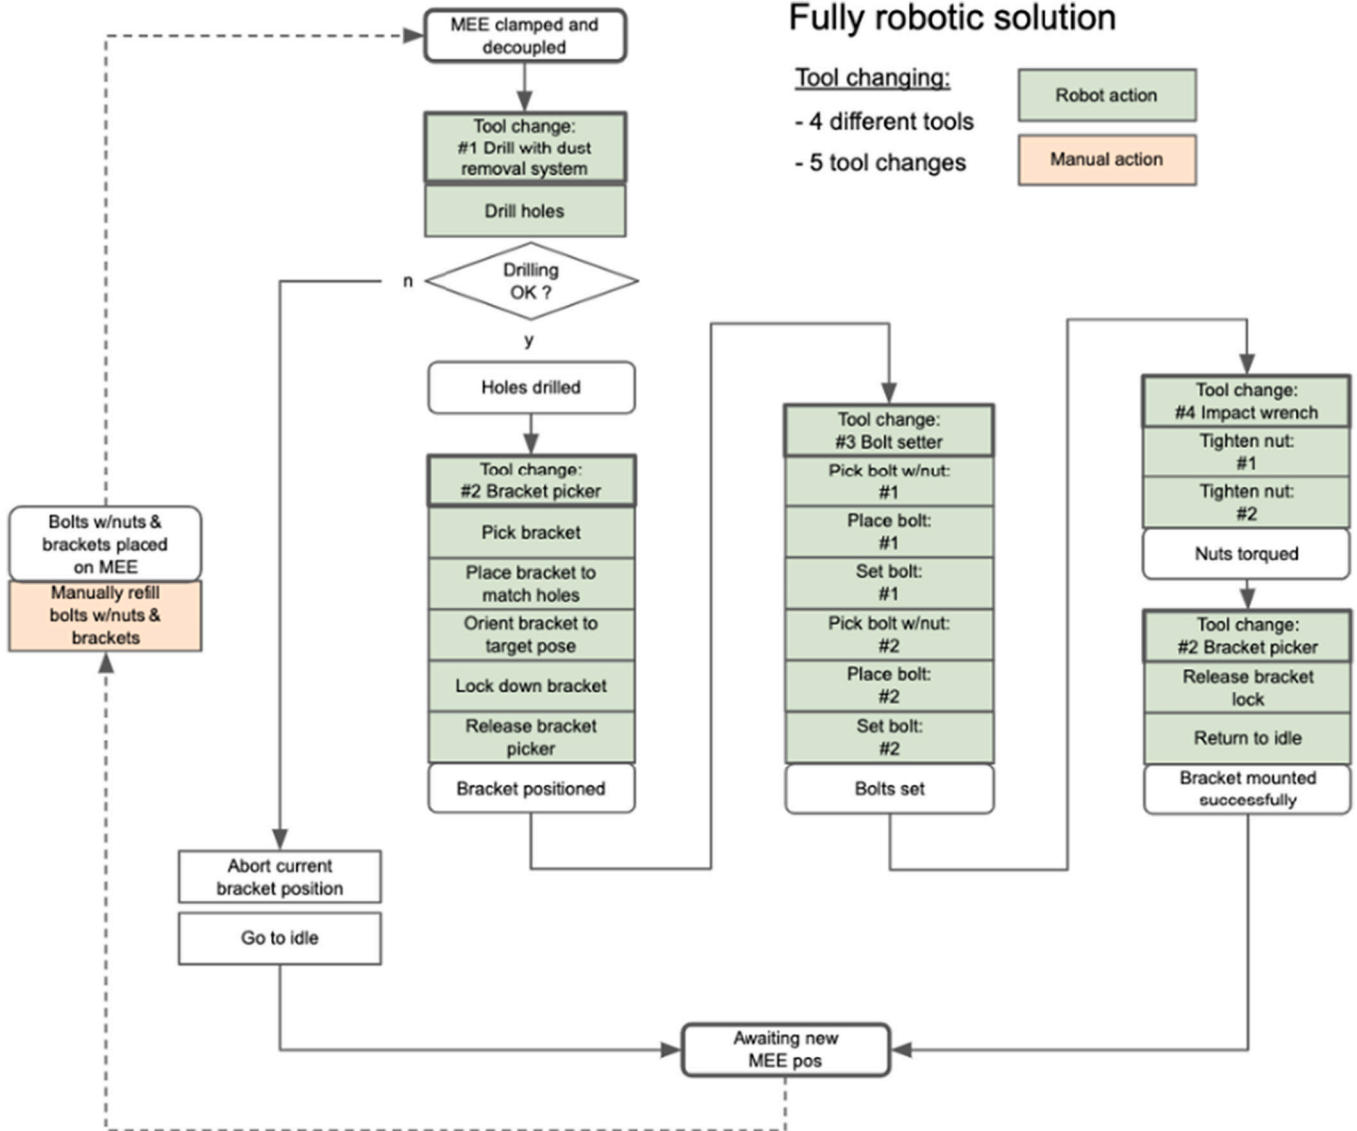 Fully robotic solution
Tool changing:
- 4 different tools
- 5 tool changes
Robot action
Manual action
MEE clamped and
decoupled
Tool change:
#1 Drill with dust
removal system
Drill holes
Drilling
OK ?
n
y
Holes drilled
Tool change:
#2 Bracket picker
Pick bracket
Place bracket to
match holes
Orient bracket to
target pose
Lock down bracket
Release bracket
picker
Bracket positioned
Tool change:
#3 Bolt setter
Pick bolt w/nut:
#1
Place bolt:
#1
Set bolt:
#1
Pick bolt w/nut:
#2
Place bolt:
#2
Set bolt:
#2
Bolts set
Tool change:
#4 Impact wrench
Tighten nut:
#1
Tighten nut:
#2
Nuts torqued
Tool change:
#2 Bracket picker
Release bracket
lock
Return to idle
Bracket mounted
successfully
Bolts w/nuts &
brackets placed
on MEE
Manually refill
bolts w/nuts &
brackets
Abort current
bracket position
Go to idle
Awaiting new
MEE pos